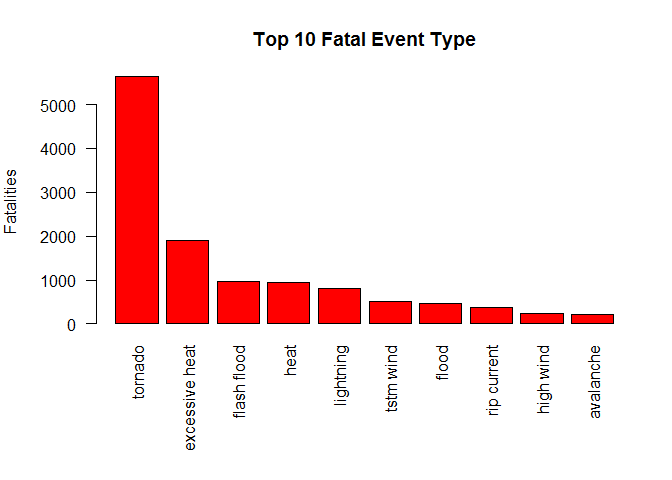 Top 10 Fatal Event Type
Fatalities
5000
4000
3000
2000
1000
0
tornado
excessive heat
flash flood
heat
lightning
tstm wind
flood
rip current
high wind
avalanche